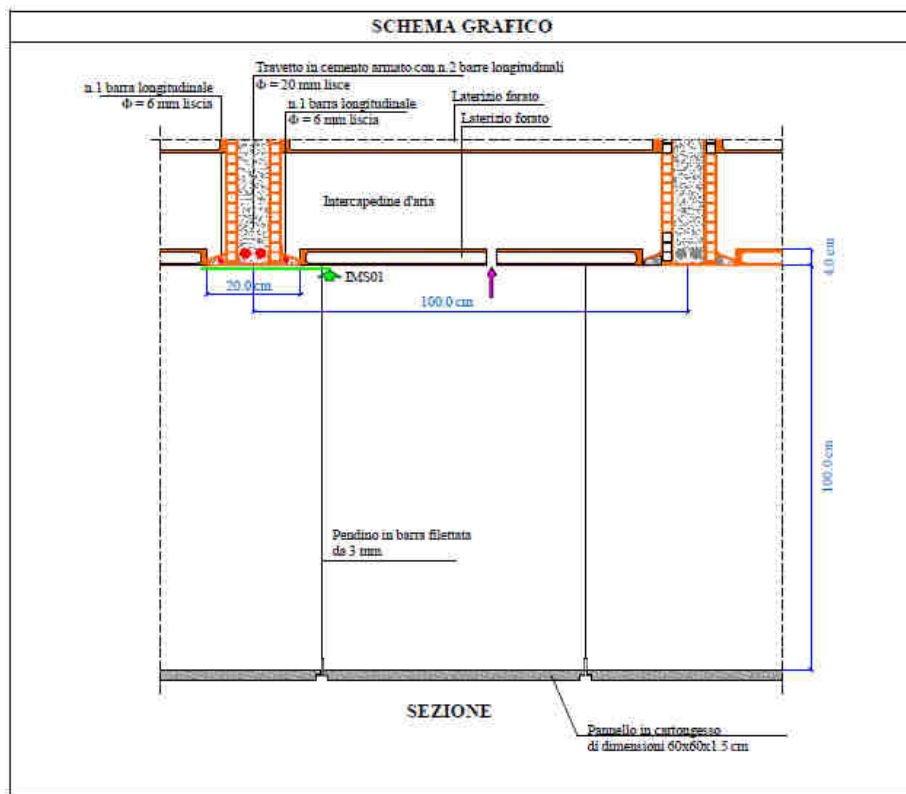 SCHEMA GRAFICO
Travetto in cemento armato con n.2 barre longitudinali
Φ = 20 mm lisce
n.1 barra longitudinale
Φ = 6 mm liscia
n.1 barra longitudinale
Φ = 6 mm liscia
Laterizio forato
Laterizio forato
Intercapedine d'aria
4.0 cm
IMS01
20.0 cm
100.0 cm
100.0 cm
Pendino in barra filettata
da 3 mm
SEZIONE
Pannello in cartongesso
di dimensioni 60x60x1.5 cm